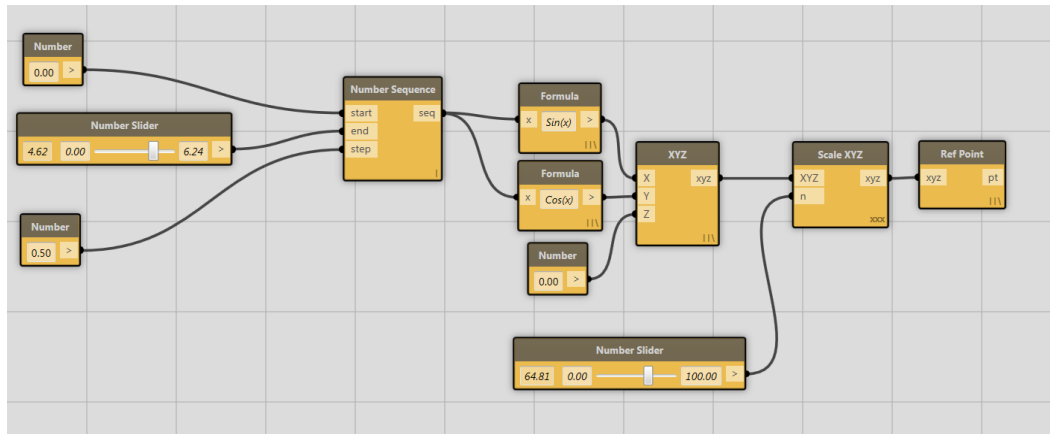 Number
0.00 >
Number Slider
4.62 0.00 6.24 >
Number
0.50 >
Number Sequence
start seq
end
step
Formula
x Sin(x) >
Formula
x Cos(x) >
Number
0.00 >
XYZ
X xyz
Y
Z
Number Slider
64.81 0.00 100.00 >
Scale XYZ
XYZ xyz
n
xxx
Ref Point
xyz pt